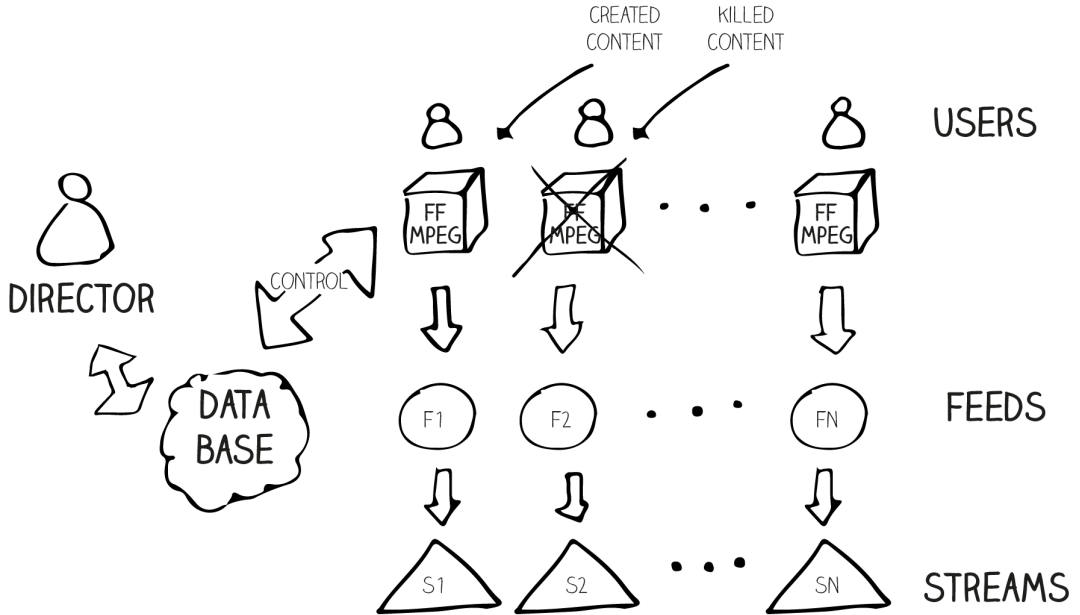 CREATED
CONTENT
KILLED
CONTENT
USERS
FF
MPEG
FF
MPEG
FF
MPEG
CONTROL
DIRECTOR
DATA
BASE
F1
F2
FN
FEEDS
S1
S2
SN
STREAMS